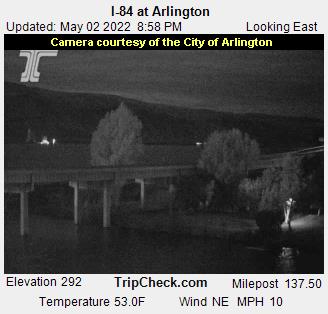 I-84 at Arlington
Updated: May 02 2022 8:58 PM Looking East
Camera courtesy of the City of Arlington
Elevation 292 TripCheck.com Milepost 137.50
Temperature 53.0F Wind NE MPH 10